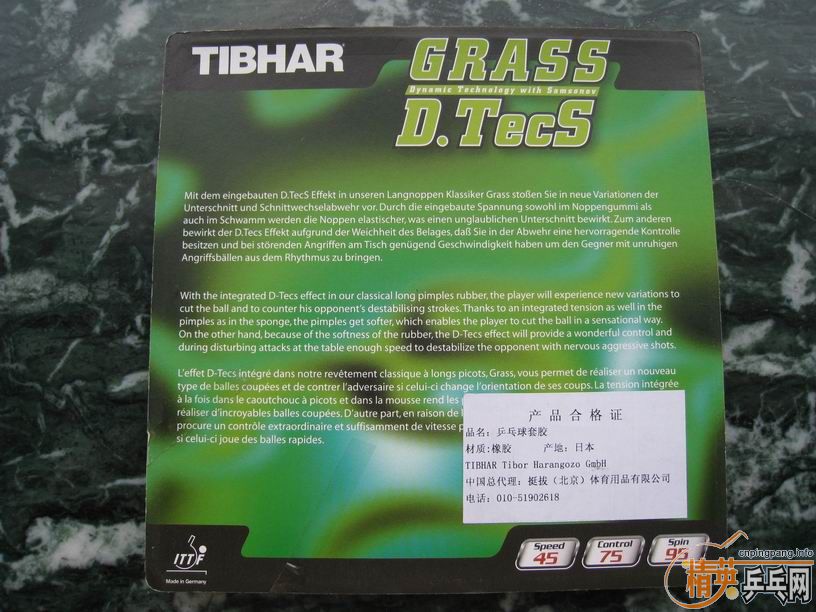 TIBHAR
GRASS
Dynamic Technology with Samsonov
D.TecS
Mit dem eingebauten D.TecS Effekt in unseren Langnoppen Klassiker Grass stoßen Sie in neue Variationen der
Unterschnitt und Schnittwechselabwehr vor. Durch die eingebaute Spannung sowohl im Noppengummi als
auch im Schwamm werden die Noppen elastischer, was einen unglaublichen Unterschnitt bewirkt. Zum anderen
bewirkt der D.Tecs Effekt aufgrund der Weichheit des Belages, daß Sie in der Abwehr eine hervorragende Kontrolle
besitzen und bei störenden Angriffen am Tisch genügend Geschwindigkeit haben um den Gegner mit unruhigen
Angriffsbällen aus dem Rhythmus zu bringen.
With the integrated D-Tecs effect in our classical long pimples rubber, the player will experience new variations to
cut the ball and to counter his opponent's destabilising strokes. Thanks to an integrated tension as well in the
pimples as in the sponge, the pimples get softer, which enables the player to cut the ball in a sensational way.
On the other hand, because of the softness of the rubber, the D-Tecs effect will provide a wonderful control and
during disturbing attacks at the table enough speed to destabilize the opponent with nervous aggressive shots.
L'effet D-Tecs intégré dans notre revêtement classique à longs picots, Grass, vous permet de réaliser un nouveau
type de balles coupées et de contrer l'adversaire si celui-ci change l'orientation de ses coups. La tension intégrée
à la fois dans le caoutchouc à picots et dans la mousse rend les
réaliser d'incroyables balles coupées. D'autre part, en raison de
procure un contrôle extraordinaire et suffisamment de vitesse
si celui-ci joue des balles rapides.
产品合格证
品名：乒乓球套胶
材质:橡胶 产地:日本
TIBHAR Tibor Harangozo GmbH
中国总代理：挺拔（北京）体育用品有限公司
电话：010-51902618
ITTF
Made in Germany
Speed
45
Control
75
Spin
95
cnpingpang.info
精英乒乓网